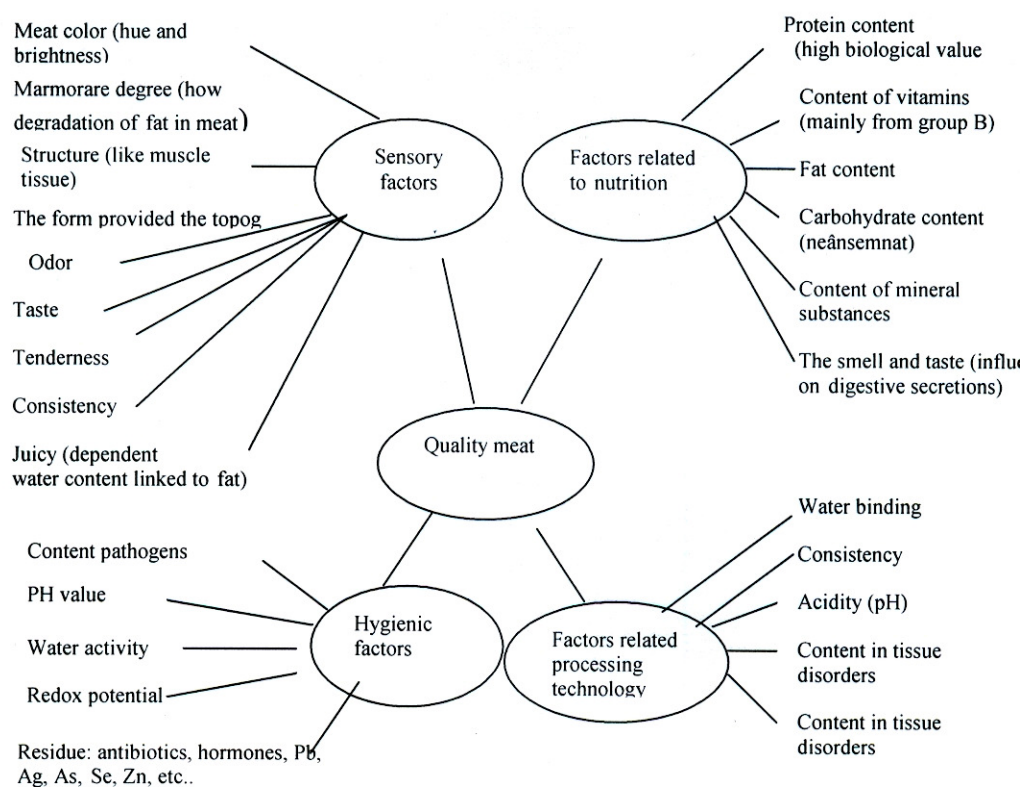 Meat color (hue and
brightness)
Marmorare degree (how
degradation of fat in meat)
Structure (like muscle
tissue)
The form provided the topog
Odor
Taste
Tenderness
Consistency
Juicy (dependent
water content linked to fat)
Sensory
factors
Factors related
to nutrition
Protein content
(high biological value
Content of vitamins
(mainly from group B)
Fat content
Carbohydrate content
(neânsemnat)
Content of mineral
substances
The smell and taste (influe
on digestive secretions)
Quality meat
Content pathogens
PH value
Water activity
Redox potential
Residue: antibiotics, hormones, Pb,
Ag, As, Se, Zn, etc..
Hygienic
factors
Factors related
processing
technology
Water binding
Consistency
Acidity (pH)
Content in tissue
disorders
Content in tissue
disorders